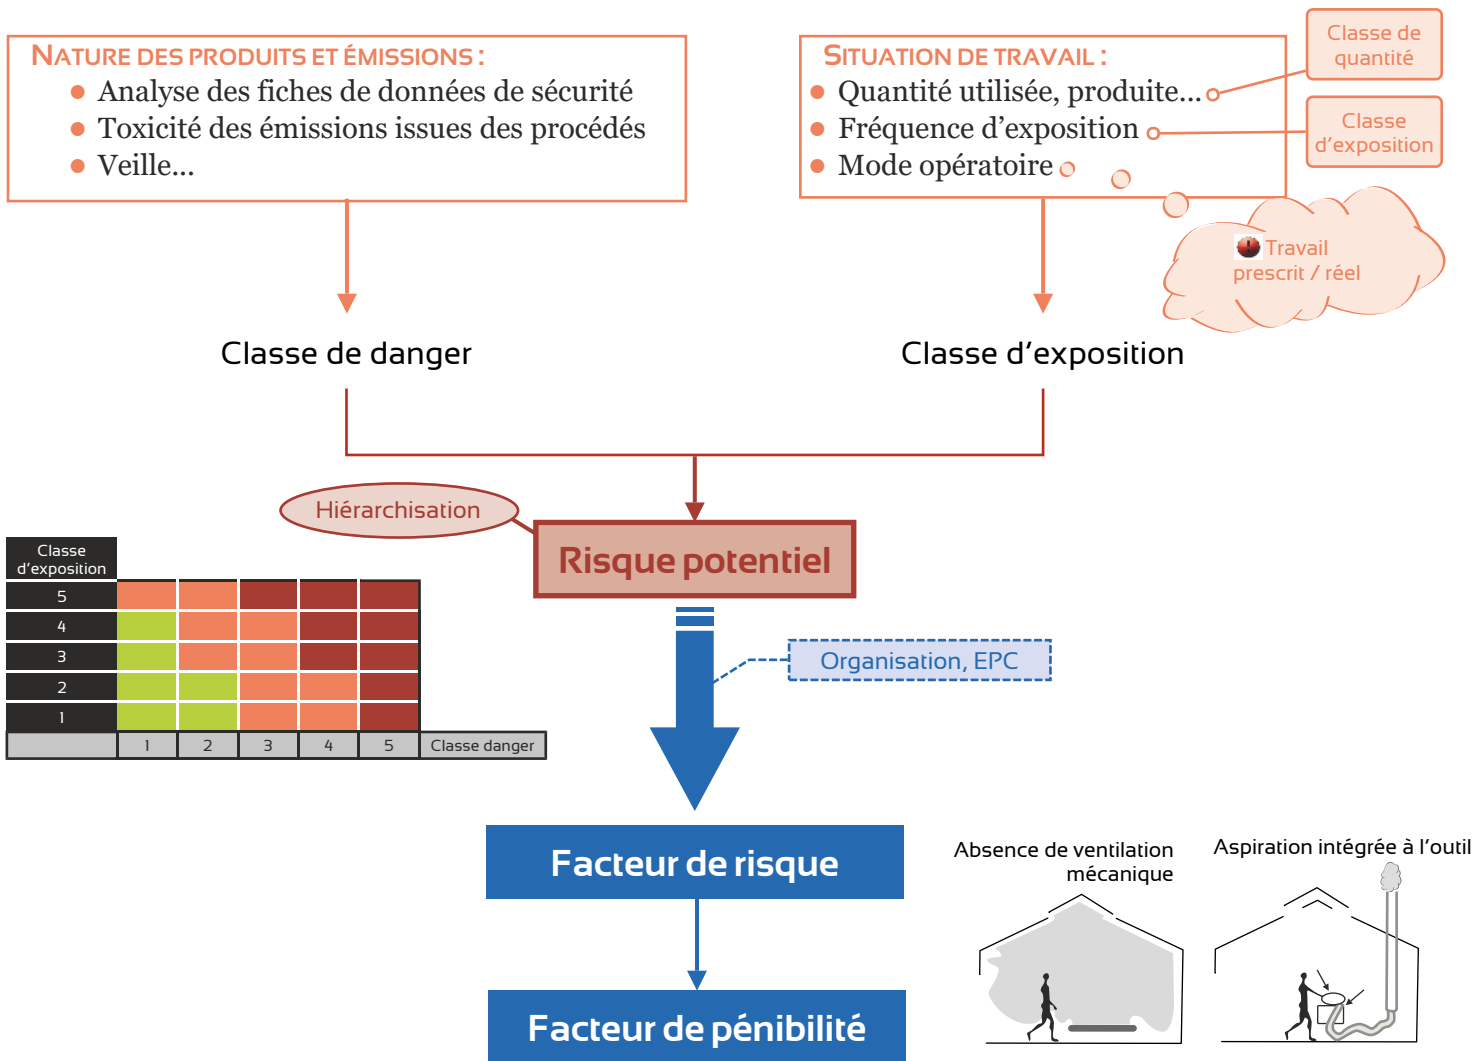 NATURE DES PRODUITS ET ÉMISSIONS :
Analyse des fiches de données de sécurité
Toxicité des émissions issues des procédés
Veille...
SITUATION DE TRAVAIL :
Quantité utilisée, produite...
Fréquence d'exposition
Mode opératoire
Classe de
quantité
Classe
d'exposition
Travail
prescrit / réel
Classe de danger
Classe d'exposition
Hiérarchisation
Risque potentiel
Classe
d'exposition
5
4
3
2
1
1 2 3 4 5 Classe danger
Organisation, EPC
Facteur de risque
Facteur de pénibilité
Absence de ventilation
mécanique
Aspiration intégrée à l'outil